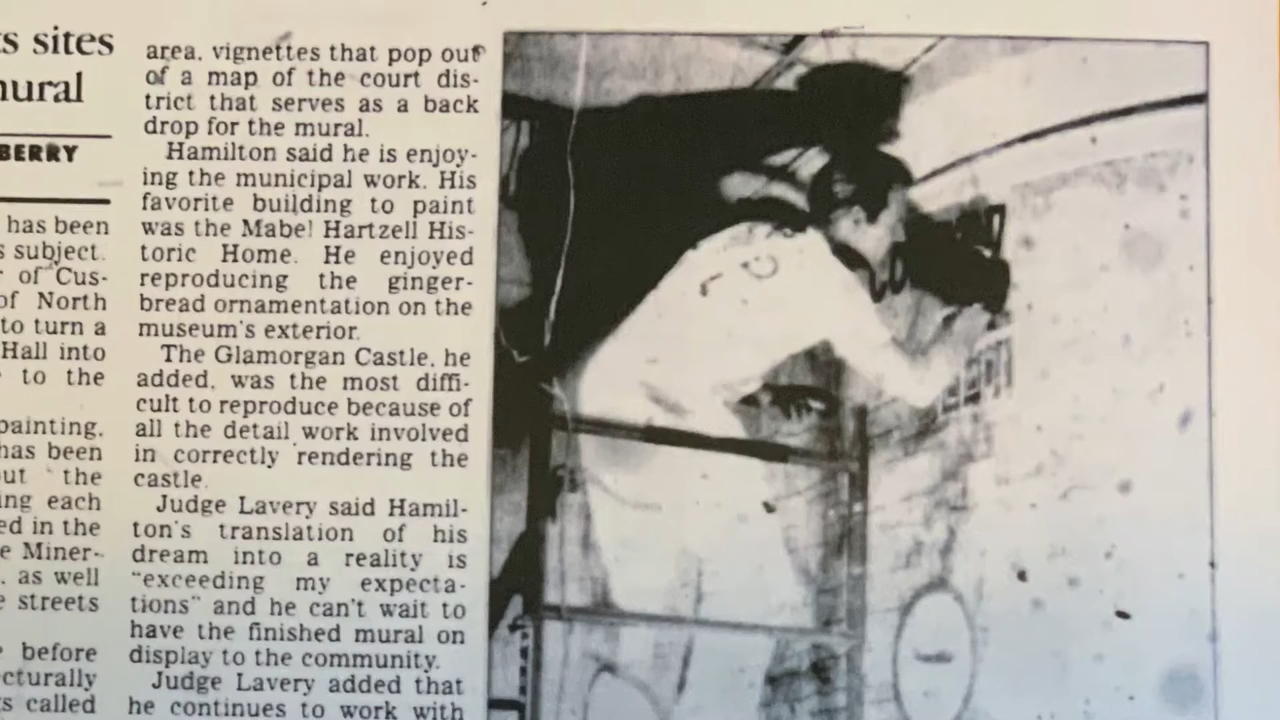 ts sites
mural
BERRY
has been
s subject.
r of Cus-
of North
to turn a
Hall into
to the
painting,
has been
out the
ing each
ed in the
e Miner-
. as well
e streets
before
ecturally
s called
area, vignettes that pop out
of a map of the court dis-
trict that serves as a back
drop for the mural.
Hamilton said he is enjoy-
ing the municipal work. His
favorite building to paint
was the Mabel Hartzell His-
toric Home. He enjoyed
reproducing the ginger-
bread ornamentation on the
museum's exterior.
The Glamorgan Castle, he
added, was the most diffi-
cult to reproduce because of
all the detail work involved
in correctly rendering the
castle.
Judge Lavery said Hamil-
ton's translation of his
dream into a reality is
"exceeding my expecta-
tions" and he can't wait to
have the finished mural on
display to the community.
Judge Lavery added that
he continues to work with